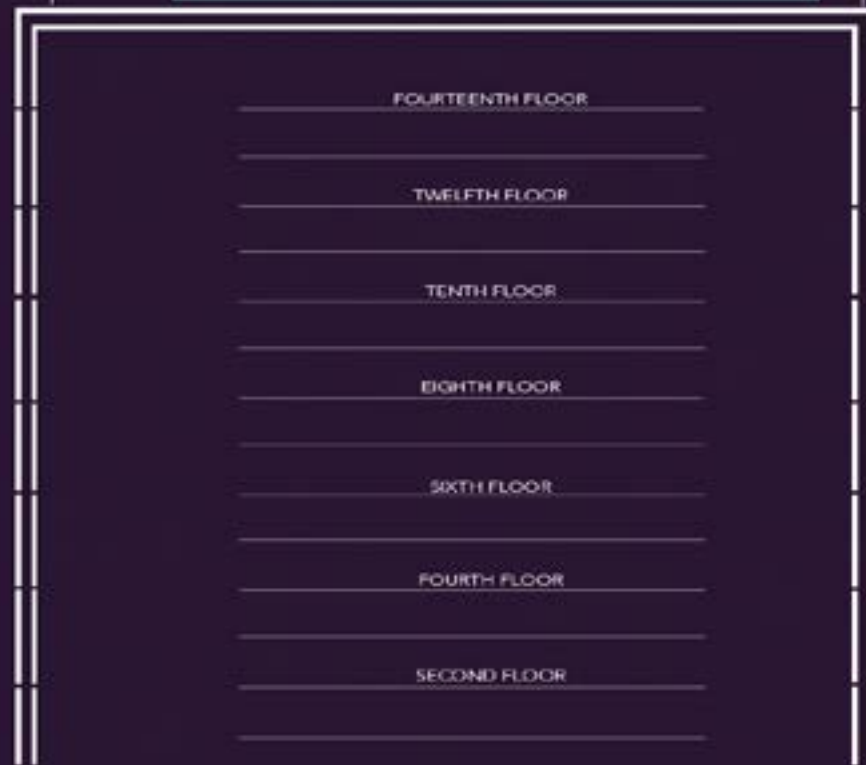 FOURTEENTH FLOOR
TWELFTH FLOOR
TENTH FLOOR
EIGHTH FLOOR
SIXTH FLOOR
FOURTH FLOOR
SECOND FLOOR